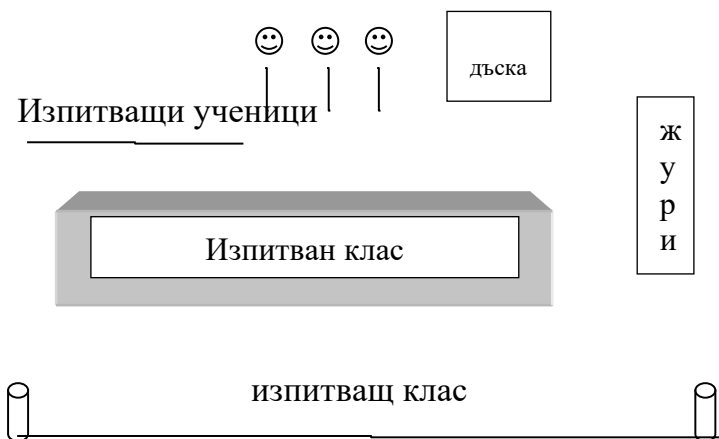 дъска
Изпитващи ученици
ж
у
р
и
Изпитван клас
изпитващ клас